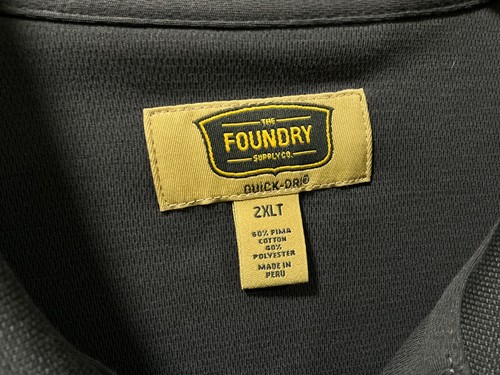 THE
FOUNDRY
SUPPLY CO.
QUICK-DRI®
2XLT
60% PIMA
COTTON
40%
POLYESTER
MADE IN
PERU